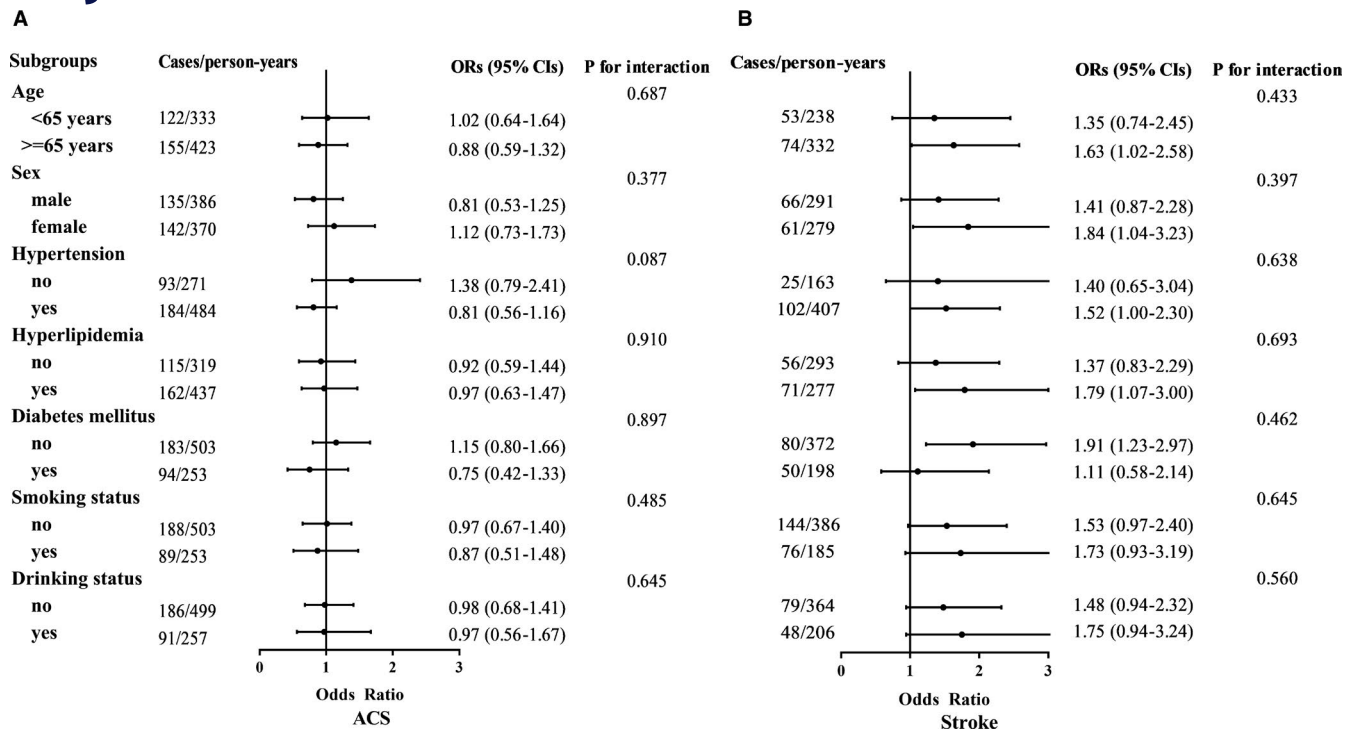 A B
Subgroups Cases/person-years ORs (95% CIs) P for interaction Cases/person-years ORs (95% CIs) P for interaction
Age 0.687 0.433
<65 years 122/333 1.02 (0.64-1.64) 53/238 1.35 (0.74-2.45)
>=65 years 155/423 0.88 (0.59-1.32) 74/332 1.63 (1.02-2.58)
Sex 0.377 0.397
male 135/386 0.81 (0.53-1.25) 66/291 1.41 (0.87-2.28)
female 142/370 1.12 (0.73-1.73) 61/279 1.84 (1.04-3.23)
Hypertension 0.087 0.638
no 93/271 1.38 (0.79-2.41) 25/163 1.40 (0.65-3.04)
yes 184/484 0.81 (0.56-1.16) 102/407 1.52 (1.00-2.30)
Hyperlipidemia 0.910 0.693
no 115/319 0.92 (0.59-1.44) 56/293 1.37 (0.83-2.29)
yes 162/437 0.97 (0.63-1.47) 71/277 1.79 (1.07-3.00)
Diabetes mellitus 0.897 0.462
no 183/503 1.15 (0.80-1.66) 80/372 1.91 (1.23-2.97)
yes 94/253 0.75 (0.42-1.33) 50/198 1.11 (0.58-2.14)
Smoking status 0.485 0.645
no 188/503 0.97 (0.67-1.40) 144/386 1.53 (0.97-2.40)
yes 89/253 0.87 (0.51-1.48) 76/185 1.73 (0.93-3.19)
Drinking status 0.645 0.560
no 186/499 0.98 (0.68-1.41) 79/364 1.48 (0.94-2.32)
yes 91/257 0.97 (0.56-1.67) 48/206 1.75 (0.94-3.24)
0 1 2 3 0 1 2 3
Odds Ratio Odds Ratio
ACS Stroke